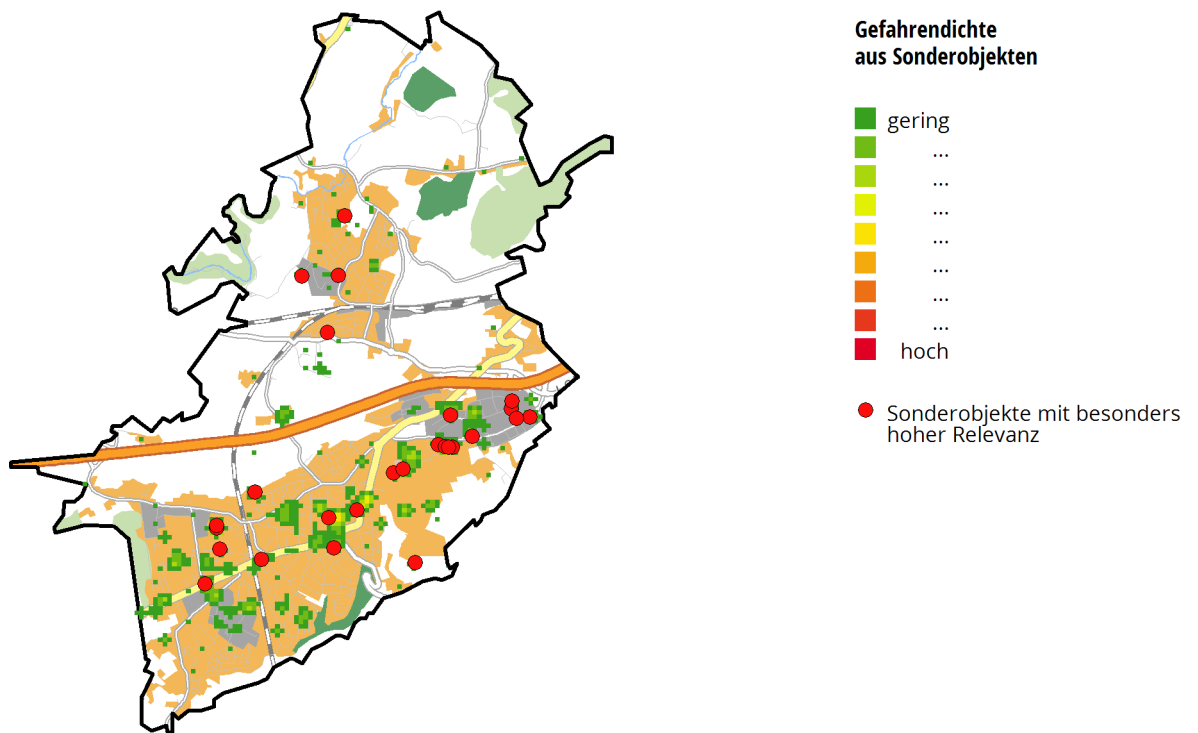 Gefahrendichte
aus Sonderobjekten
gering
...
...
...
...
...
...
...
hoch
Sonderobjekte mit besonders
hoher Relevanz